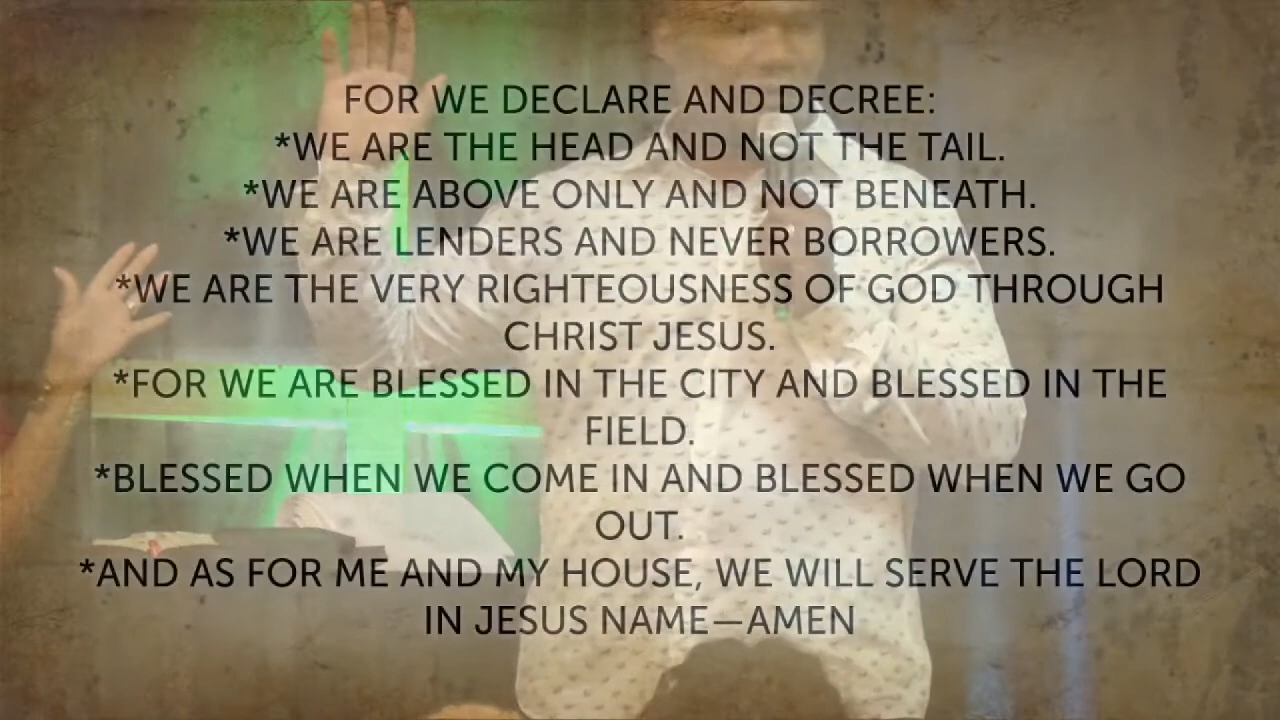 FOR WE DECLARE AND DECREE:
*WE ARE THE HEAD AND NOT THE TAIL.
*WE ARE ABOVE ONLY AND NOT BENEATH.
*WE ARE LENDERS AND NEVER BORROWERS.
*WE ARE THE VERY RIGHTEOUSNESS OF GOD THROUGH
CHRIST JESUS.
*FOR WE ARE BLESSED IN THE CITY AND BLESSED IN THE
FIELD.
*BLESSED WHEN WE COME IN AND BLESSED WHEN WE GO
OUT.
*AND AS FOR ME AND MY HOUSE, WE WILL SERVE THE LORD
IN JESUS NAME—AMEN